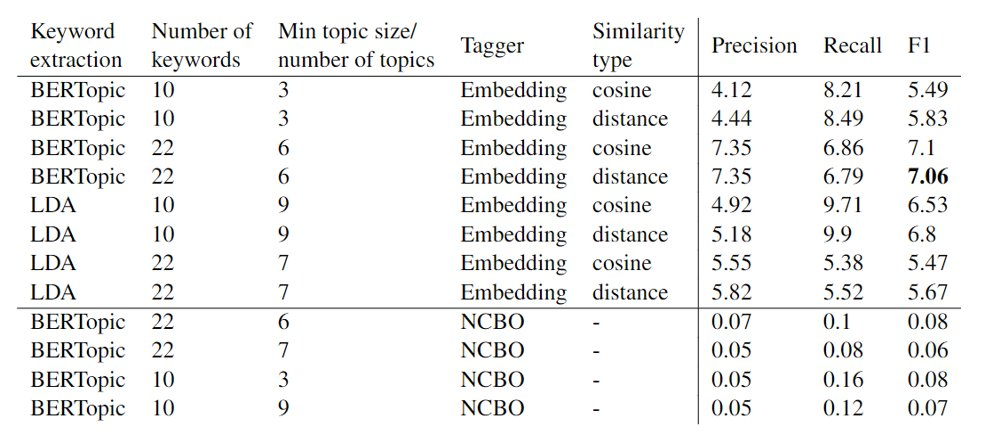 Keyword extraction Number of keywords Min topic size/ number of topics Tagger Similarity type Precision Recall F1
BERTopic 10 3 Embedding cosine 4.12 8.21 5.49
BERTopic 10 3 Embedding distance 4.44 8.49 5.83
BERTopic 22 6 Embedding cosine 7.35 6.86 7.1
BERTopic 22 6 Embedding distance 7.35 6.79 7.06
LDA 10 9 Embedding cosine 4.92 9.71 6.53
LDA 10 9 Embedding distance 5.18 9.9 6.8
LDA 22 7 Embedding cosine 5.55 5.38 5.47
LDA 22 7 Embedding distance 5.82 5.52 5.67
BERTopic 22 6 NCBO - 0.07 0.1 0.08
BERTopic 22 7 NCBO - 0.05 0.08 0.06
BERTopic 10 3 NCBO - 0.05 0.16 0.08
BERTopic 10 9 NCBO - 0.05 0.12 0.07